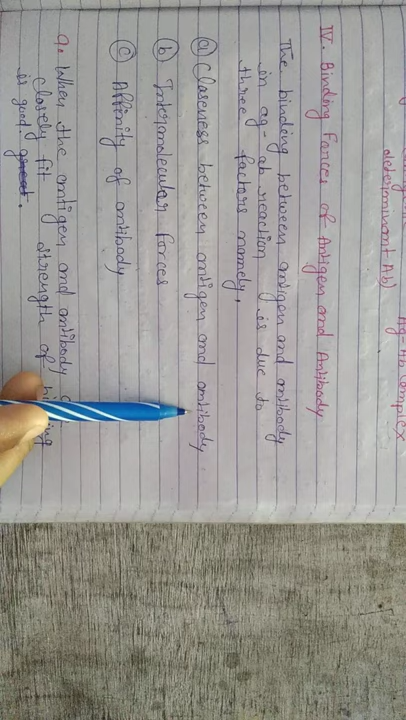 Ag-Ab complex
determinant Ab)
IV. Binding Forces of Antigen and Antibody
The binding between antigen and antibody
in ag-ab reaction is due to
three factors namely,
(a) Closeness between antigen and antibody
(b) Intermolecular forces
(c) Affinity of antibody
When the antigen and antibody
closely fit strength of
is good.